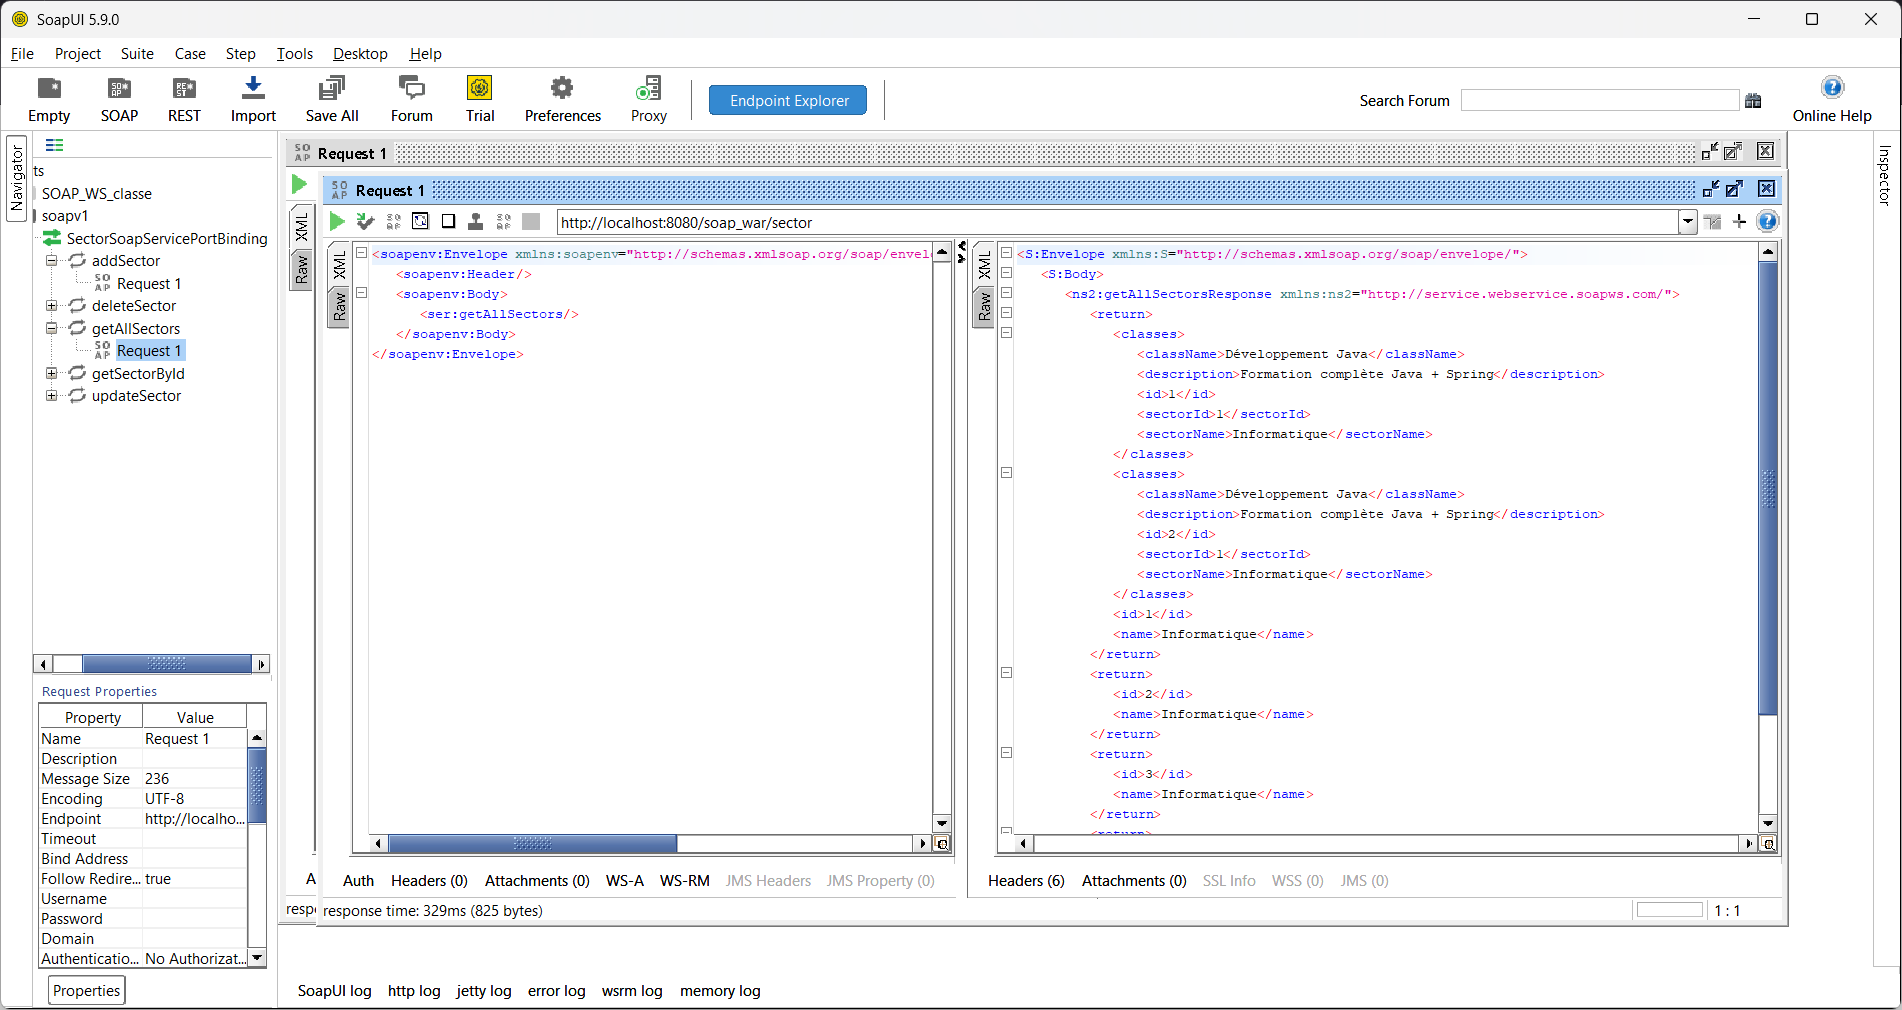 SoapUI 5.9.0
File Project Suite Case Step Tools Desktop Help
Empty SOAP REST Import Save All Forum Trial Preferences Proxy Endpoint Explorer Search Forum Online Help
Navigator
ts
SOAP_WS_classe
soapv1
SectorSoapServicePortBinding
addSector
Request 1
deleteSector
getAllSectors
Request 1
getSectorById
updateSector
Request Properties
Property Value
Name Request 1
Description
Message Size 236
Encoding UTF-8
Endpoint http://localho...
Timeout
Bind Address
Follow Redire... true
Username
Password
Domain
Authenticatio... No Authorizat...
Properties
SOAP Request 1
XML
Raw
A
respo
SOAP Request 1
http://localhost:8080/soap_war/sector
XML
Raw
<soapenv:Envelope xmlns:soapenv="http://schemas.xmlsoap.org/soap/envel
<soapenv:Header/>
<soapenv:Body>
<ser:getAllSectors/>
</soapenv:Body>
</soapenv:Envelope>
Auth Headers (0) Attachments (0) WS-A WS-RM JMS Headers JMS Property (0)
XML
Raw
<S:Envelope xmlns:S="http://schemas.xmlsoap.org/soap/envelope/">
<S:Body>
<ns2:getAllSectorsResponse xmlns:ns2="http://service.webservice.soapws.com/">
<return>
<classes>
<className>Développement Java</className>
<description>Formation complète Java + Spring</description>
<id>1</id>
<sectorId>1</sectorId>
<sectorName>Informatique</sectorName>
</classes>
<classes>
<className>Développement Java</className>
<description>Formation complète Java + Spring</description>
<id>2</id>
<sectorId>1</sectorId>
<sectorName>Informatique</sectorName>
</classes>
<id>1</id>
<name>Informatique</name>
</return>
<return>
<id>2</id>
<name>Informatique</name>
</return>
<return>
<id>3</id>
<name>Informatique</name>
</return>
<return>
Headers (6) Attachments (0) SSL Info WSS (0) JMS (0)
response time: 329ms (825 bytes)
1 : 1
Inspector
SoapUI log http log jetty log error log wsrm log memory log